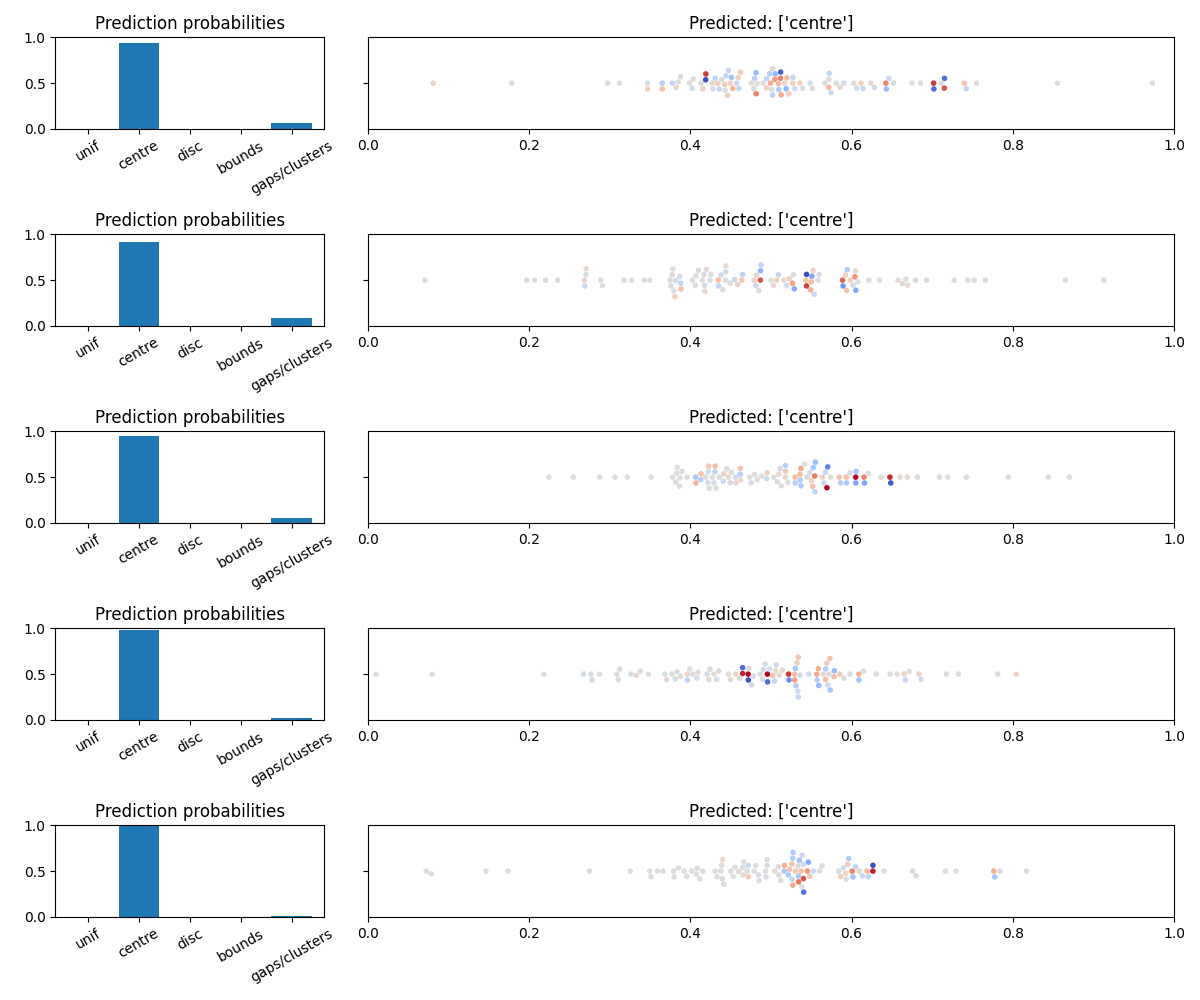 Prediction probabilities
Predicted: ['centre']
1.0
0.5
0.0
unif
centre
disc
bounds
gaps/clusters
0.0 0.2 0.4 0.6 0.8 1.0
Prediction probabilities
Predicted: ['centre']
1.0
0.5
0.0
unif
centre
disc
bounds
gaps/clusters
0.0 0.2 0.4 0.6 0.8 1.0
Prediction probabilities
Predicted: ['centre']
1.0
0.5
0.0
unif
centre
disc
bounds
gaps/clusters
0.0 0.2 0.4 0.6 0.8 1.0
Prediction probabilities
Predicted: ['centre']
1.0
0.5
0.0
unif
centre
disc
bounds
gaps/clusters
0.0 0.2 0.4 0.6 0.8 1.0
Prediction probabilities
Predicted: ['centre']
1.0
0.5
0.0
unif
centre
disc
bounds
gaps/clusters
0.0 0.2 0.4 0.6 0.8 1.0